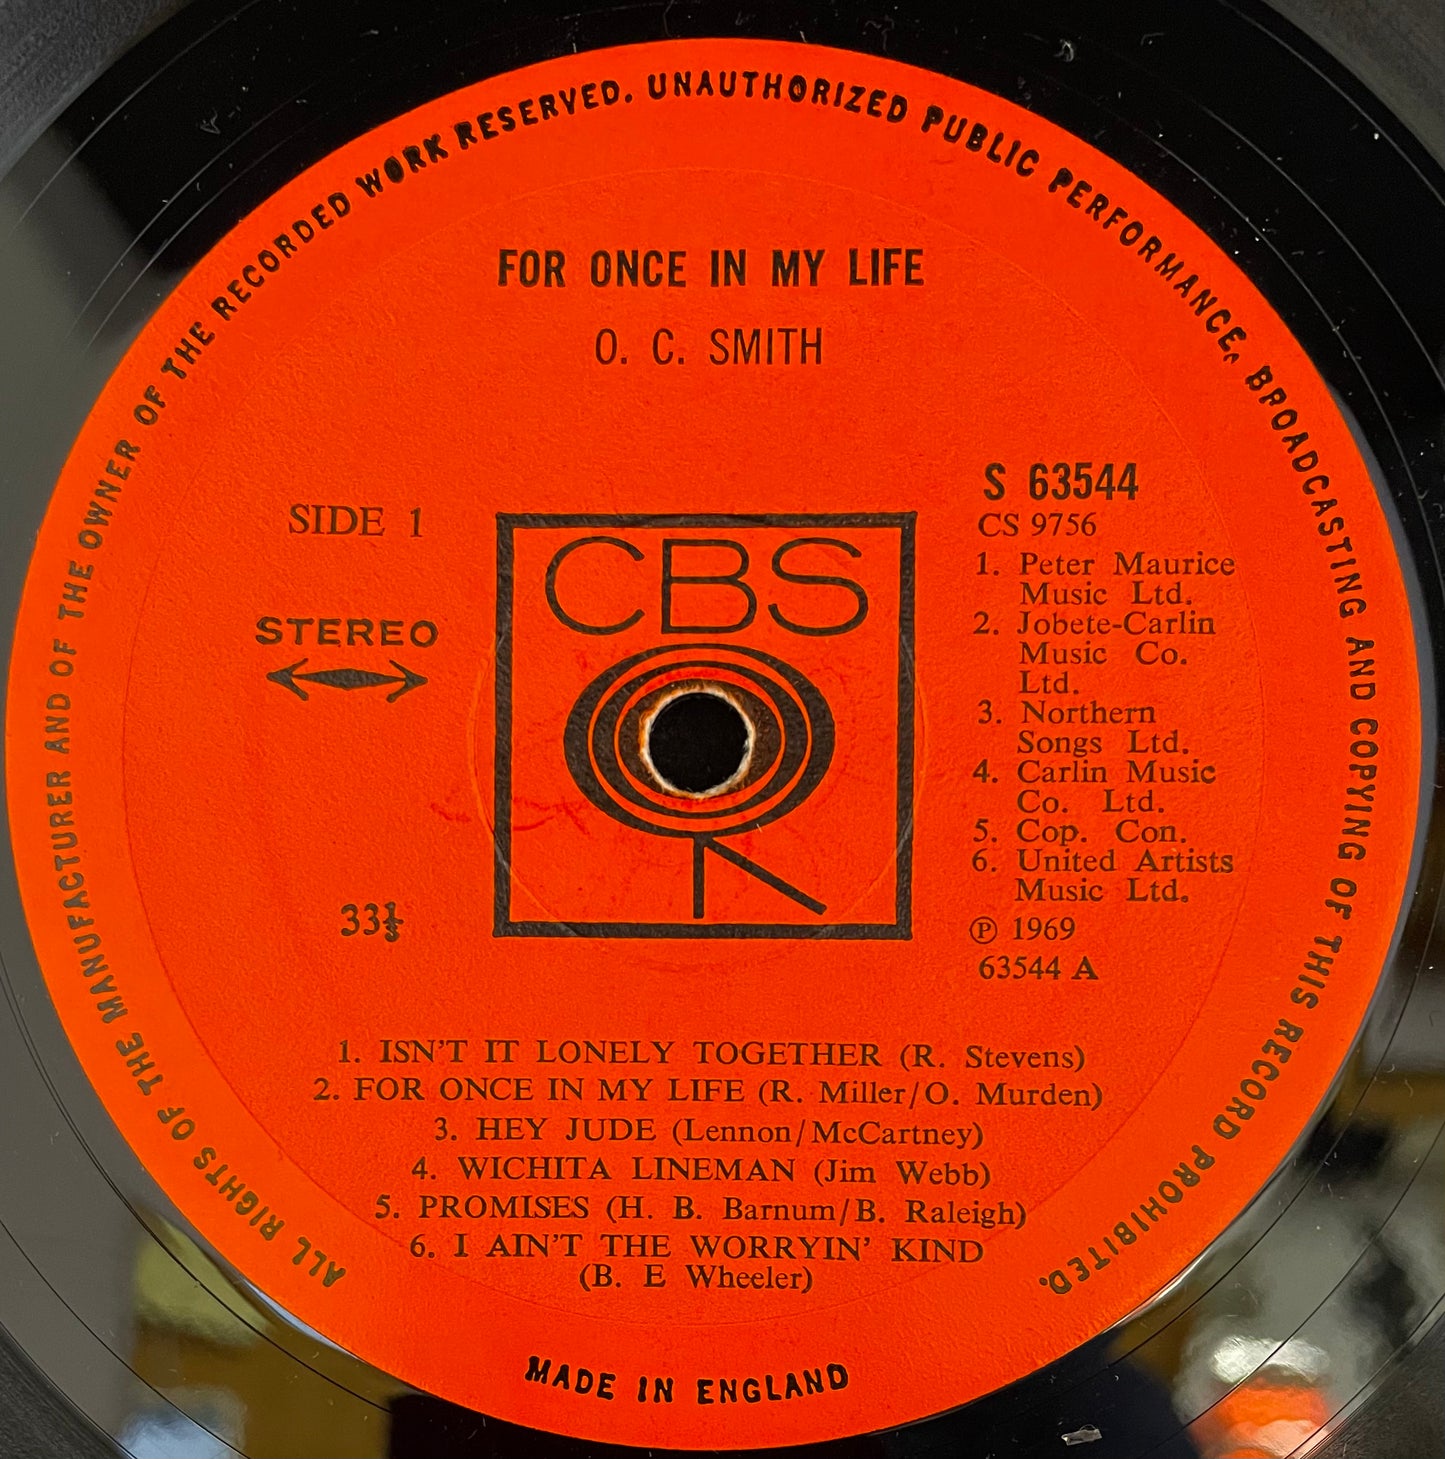 ALL RIGHTS OF THE MANUFACTURER AND OF THE OWNER OF THE RECORDED WORK RESERVED. UNAUTHORIZED PUBLIC PERFORMANCE, BROADCASTING AND COPYING OF THIS RECORD PROHIBITED.
FOR ONCE IN MY LIFE
O. C. SMITH
SIDE 1
STEREO
33⅓
CBS
S 63544
CS 9756
1. Peter Maurice
Music Ltd.
2. Jobete-Carlin
Music Co.
Ltd.
3. Northern
Songs Ltd.
4. Carlin Music
Co. Ltd.
5. Cop. Con.
6. United Artists
Music Ltd.
℗ 1969
63544 A
1. ISN'T IT LONELY TOGETHER (R. Stevens)
2. FOR ONCE IN MY LIFE (R. Miller/O. Murden)
3. HEY JUDE (Lennon/McCartney)
4. WICHITA LINEMAN (Jim Webb)
5. PROMISES (H. B. Barnum/B. Raleigh)
6. I AIN'T THE WORRYIN' KIND
(B. E Wheeler)
MADE IN ENGLAND